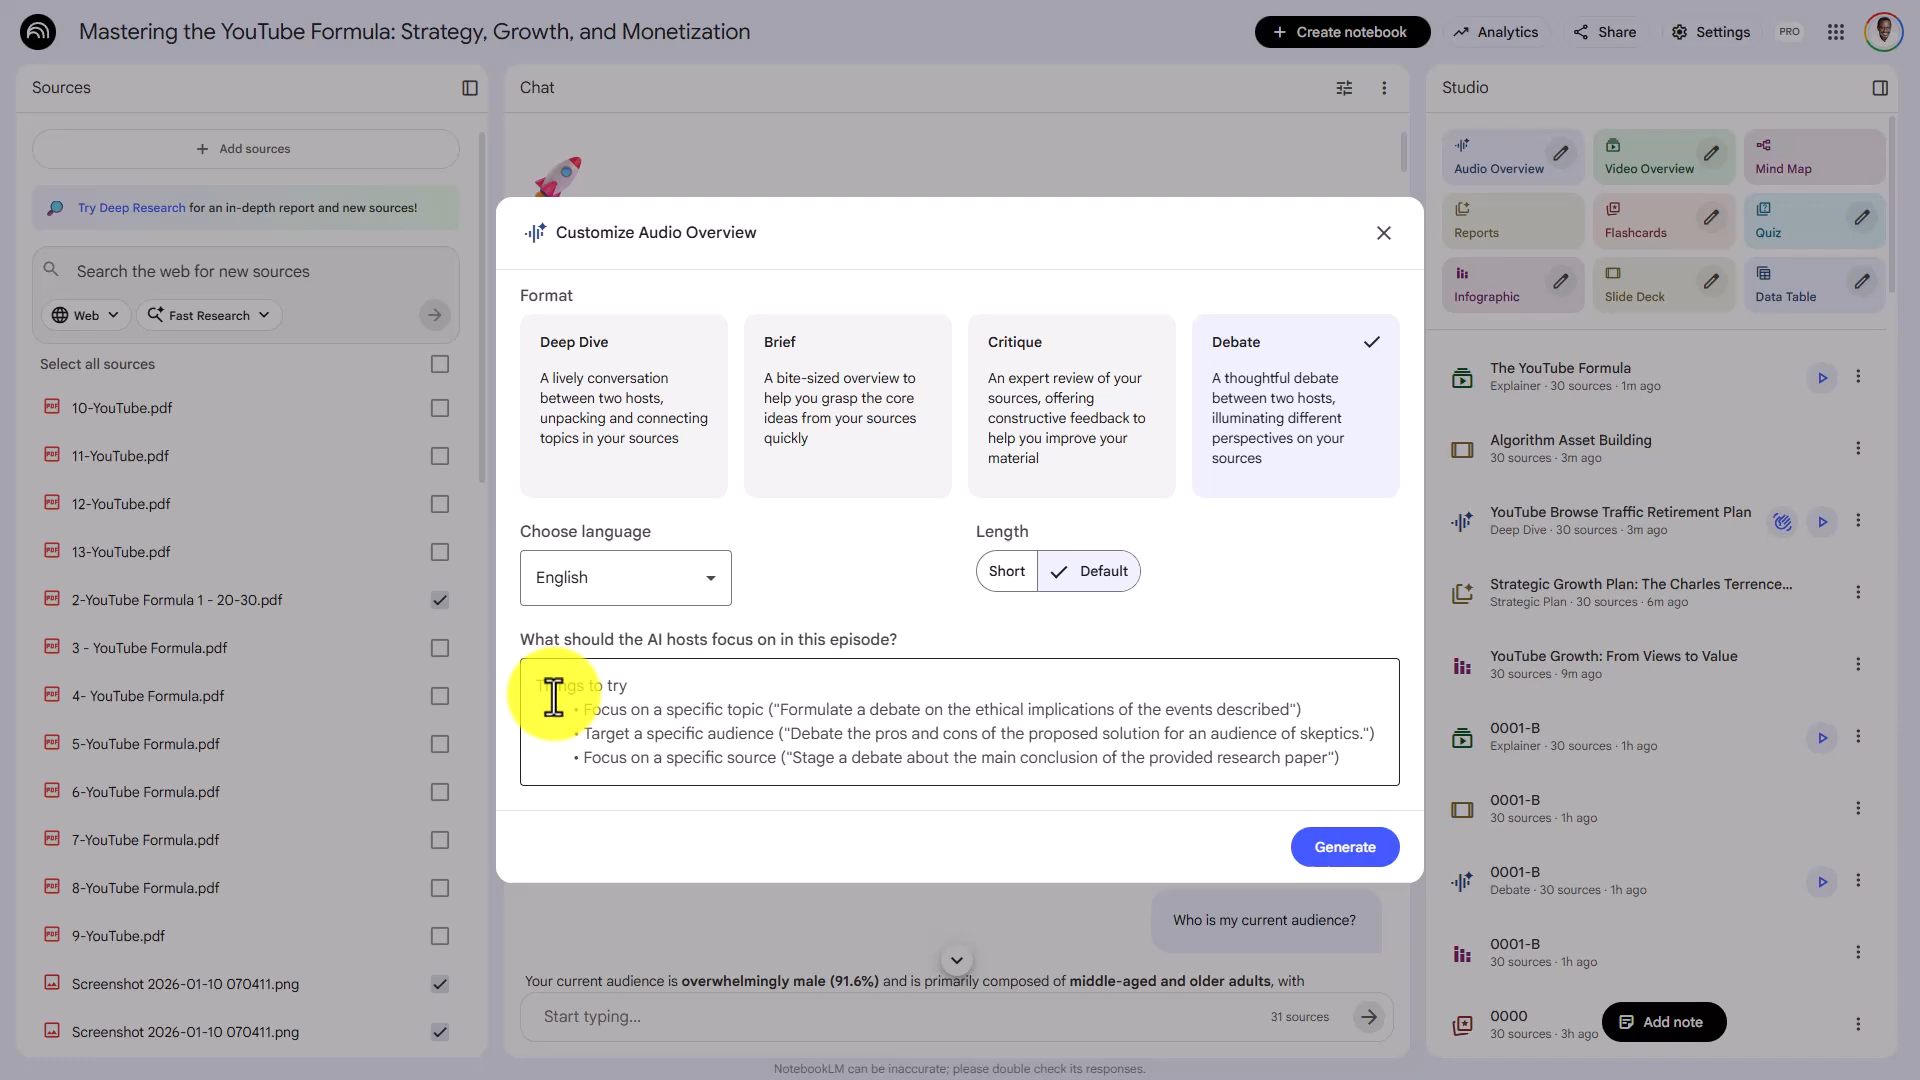 Mastering the YouTube Formula: Strategy, Growth, and Monetization
Create notebook
Analytics
Share
Settings
PRO
Sources
Add sources
Try Deep Research for an in-depth report and new sources!
Search the web for new sources
Web
Fast Research
Select all sources
10-YouTube.pdf
11-YouTube.pdf
12-YouTube.pdf
13-YouTube.pdf
2-YouTube Formula 1 - 20-30.pdf
3 - YouTube Formula.pdf
4- YouTube Formula.pdf
5-YouTube Formula.pdf
6-YouTube Formula.pdf
7-YouTube Formula.pdf
8-YouTube Formula.pdf
9-YouTube.pdf
Screenshot 2026-01-10 070411.png
Screenshot 2026-01-10 070411.png
Chat
Customize Audio Overview
Format
Deep Dive
A lively conversation
between two hosts,
unpacking and connecting
topics in your sources
Brief
A bite-sized overview to
help you grasp the core
ideas from your sources
quickly
Critique
An expert review of your
sources, offering
constructive feedback to
help you improve your
material
Debate
A thoughtful debate
between two hosts,
illuminating different
perspectives on your
sources
Choose language
English
Length
Short
Default
What should the AI hosts focus on in this episode?
Things to try
• Focus on a specific topic ("Formulate a debate on the ethical implications of the events described")
• Target a specific audience ("Debate the pros and cons of the proposed solution for an audience of skeptics.")
• Focus on a specific source ("Stage a debate about the main conclusion of the provided research paper")
Generate
Who is my current audience?
Your current audience is overwhelmingly male (91.6%) and is primarily composed of middle-aged and older adults, with
Start typing...
31 sources
NotebookLM can be inaccurate; please double check its responses.
Studio
Audio Overview
Video Overview
Mind Map
Reports
Flashcards
Quiz
Infographic
Slide Deck
Data Table
The YouTube Formula
Explainer · 30 sources · 1m ago
Algorithm Asset Building
30 sources · 3m ago
YouTube Browse Traffic Retirement Plan
Deep Dive · 30 sources · 3m ago
Strategic Growth Plan: The Charles Terrence...
Strategic Plan · 30 sources · 6m ago
YouTube Growth: From Views to Value
30 sources · 9m ago
0001-B
Explainer · 30 sources · 1h ago
0001-B
30 sources · 1h ago
0001-B
Debate · 30 sources · 1h ago
0001-B
30 sources · 1h ago
0000
30 sources · 3h ago
Add note